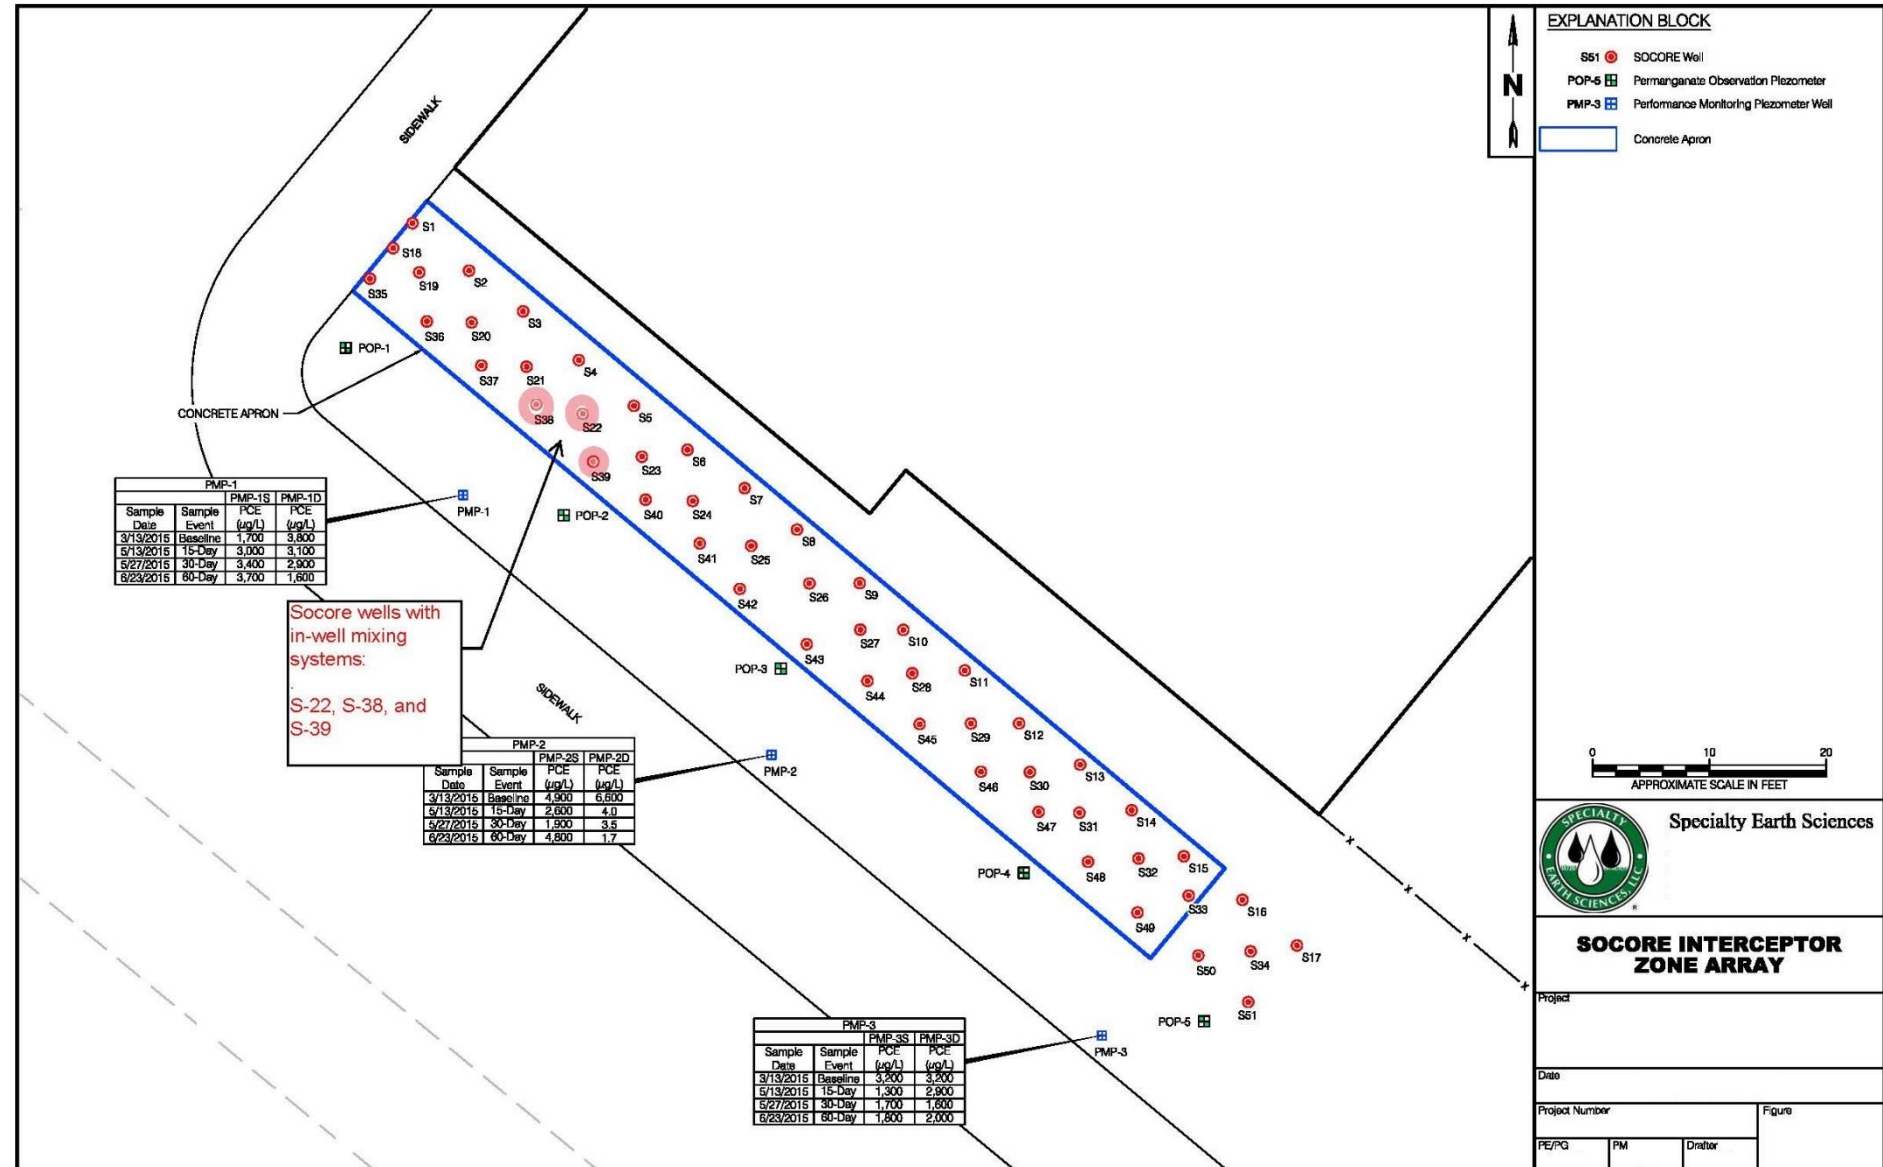 EXPLANATION BLOCK
S51 SOCORE Well
POP-5 Permanganate Observation Piezometer
PMP-3 Performance Monitoring Piezometer Well
Concrete Apron
N
SIDEWALK
S1
S18
S19
S2
S35
S3
S36
S20
POP-1
S4
S37
S21
CONCRETE APRON
S38
S22
S5
S6
S23
S39
S7
PMP-1
POP-2
S40
S24
S8
S41
S25
S42
S26
S9
S27
S10
S43
POP-3
S44
S28
S11
S45
S29
S12
PMP-2
S46
S30
S13
S47
S31
S14
POP-4
S48
S32
S15
S49
S33
S16
S50
S34
S17
POP-5
S51
PMP-3
SIDEWALK
PMP-1
PMP-1S PMP-1D
Sample Sample PCE PCE
Date Event (µg/L) (µg/L)
3/13/2015 Baseline 1,700 3,800
5/13/2015 15-Day 3,000 3,100
5/27/2015 30-Day 3,400 2,900
6/23/2015 60-Day 3,700 1,600
Socore wells with
in-well mixing
systems:
.
S-22, S-38, and
S-39
PMP-2
PMP-2S PMP-2D
Sample Sample PCE PCE
Date Event (µg/L) (µg/L)
3/13/2015 Baseline 4,900 6,600
5/13/2015 15-Day 2,600 4.0
5/27/2015 30-Day 1,900 3.5
6/23/2015 60-Day 4,800 1.7
PMP-3
PMP-3S PMP-3D
Sample Sample PCE PCE
Date Event (µg/L) (µg/L)
3/13/2015 Baseline 3,200 3,200
5/13/2015 15-Day 1,300 2,900
5/27/2015 30-Day 1,700 1,600
6/23/2015 60-Day 1,800 2,000
x
x
x
x
0 10 20
APPROXIMATE SCALE IN FEET
SPECIALTY
EARTH SCIENCES, LLC
®
Specialty Earth Sciences
SOCORE INTERCEPTOR
ZONE ARRAY
Project
Date
Project Number Figure
PE/PG PM Drafter